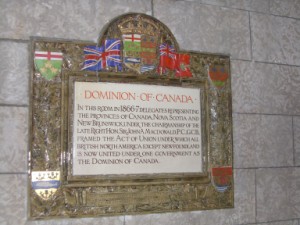 DOMINION · OF · CANADA
IN THIS ROOM IN 1866-7 DELEGATES REPRESENTING
THE PROVINCES OF CANADA, NOVA SCOTIA AND
NEW BRUNSWICK, UNDER THE CHAIRMANSHIP OF THE
LATE RIGHT HON. SIR JOHN A. MACDONALD P.C., G.C.B.
FRAMED THE ACT OF UNION UNDER WHICH ALL
BRITISH NORTH AMERICA EXCEPT NEWFOUNDLAND
IS NOW UNITED UNDER ONE GOVERNMENT AS
THE DOMINION OF CANADA.